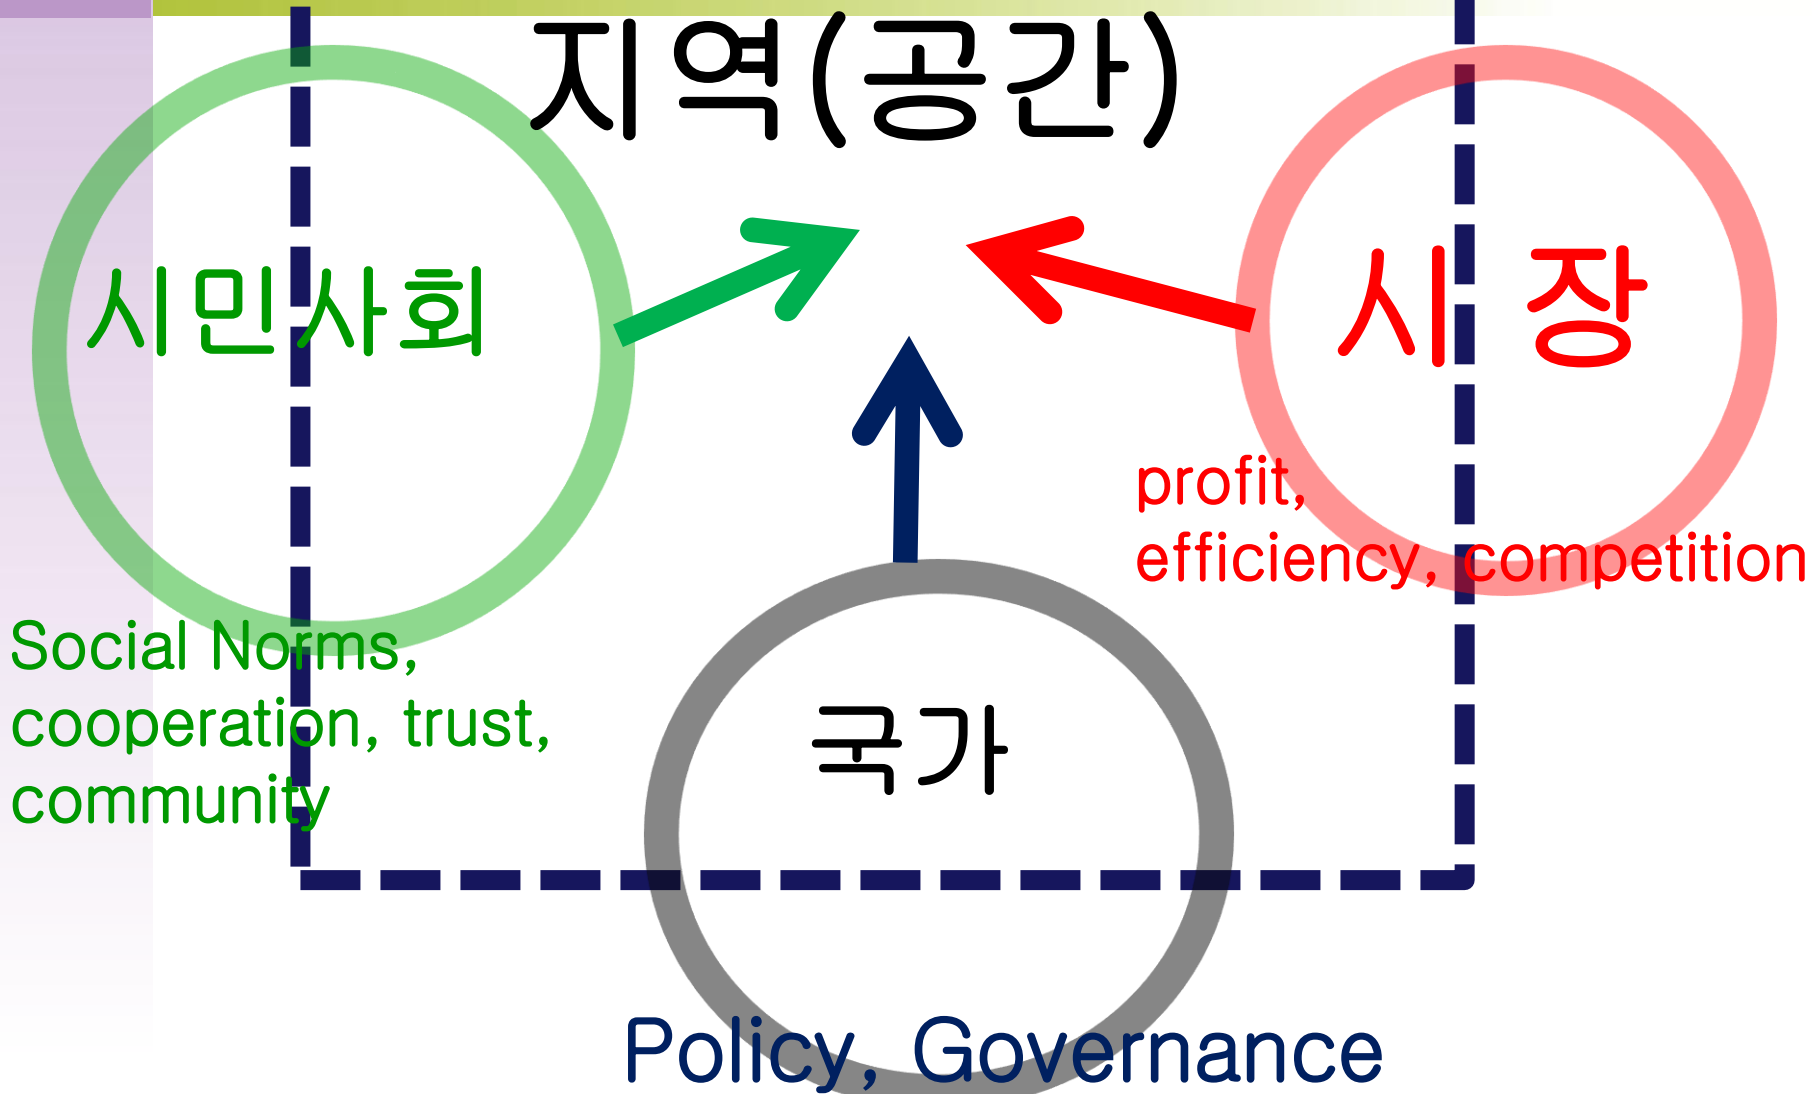 지역(공간)
시민사회
시 장
profit,
efficiency, competition
Social Norms,
cooperation, trust,
community
국가
Policy, Governance